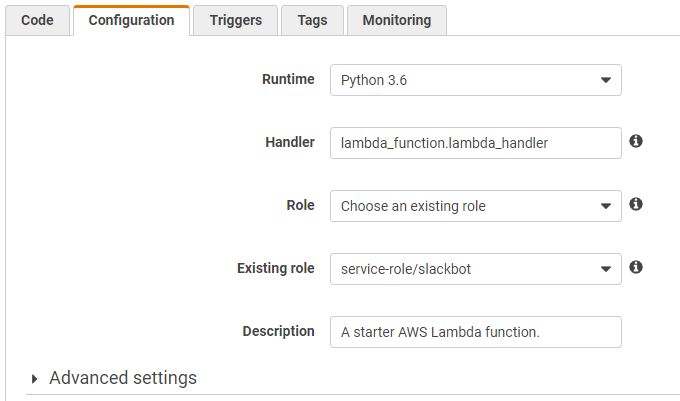 Code Configuration Triggers Tags Monitoring
Runtime Python 3.6
Handler lambda_function.lambda_handler
Role Choose an existing role
Existing role service-role/slackbot
Description A starter AWS Lambda function.
Advanced settings